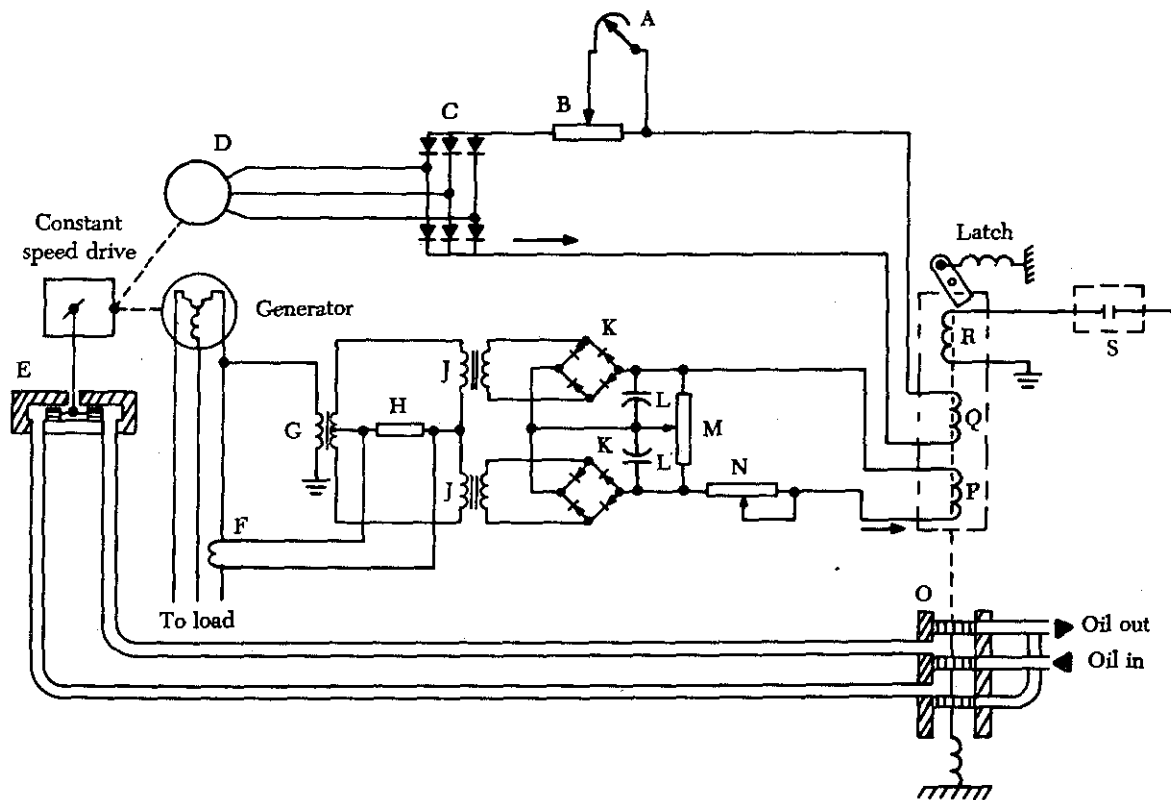 A
B
C
D
Constant
speed drive
Latch
Generator
R
S
E
K
J
L
G
H
Q
M
K
L
N
J
P
F
O
To load
Oil out
Oil in